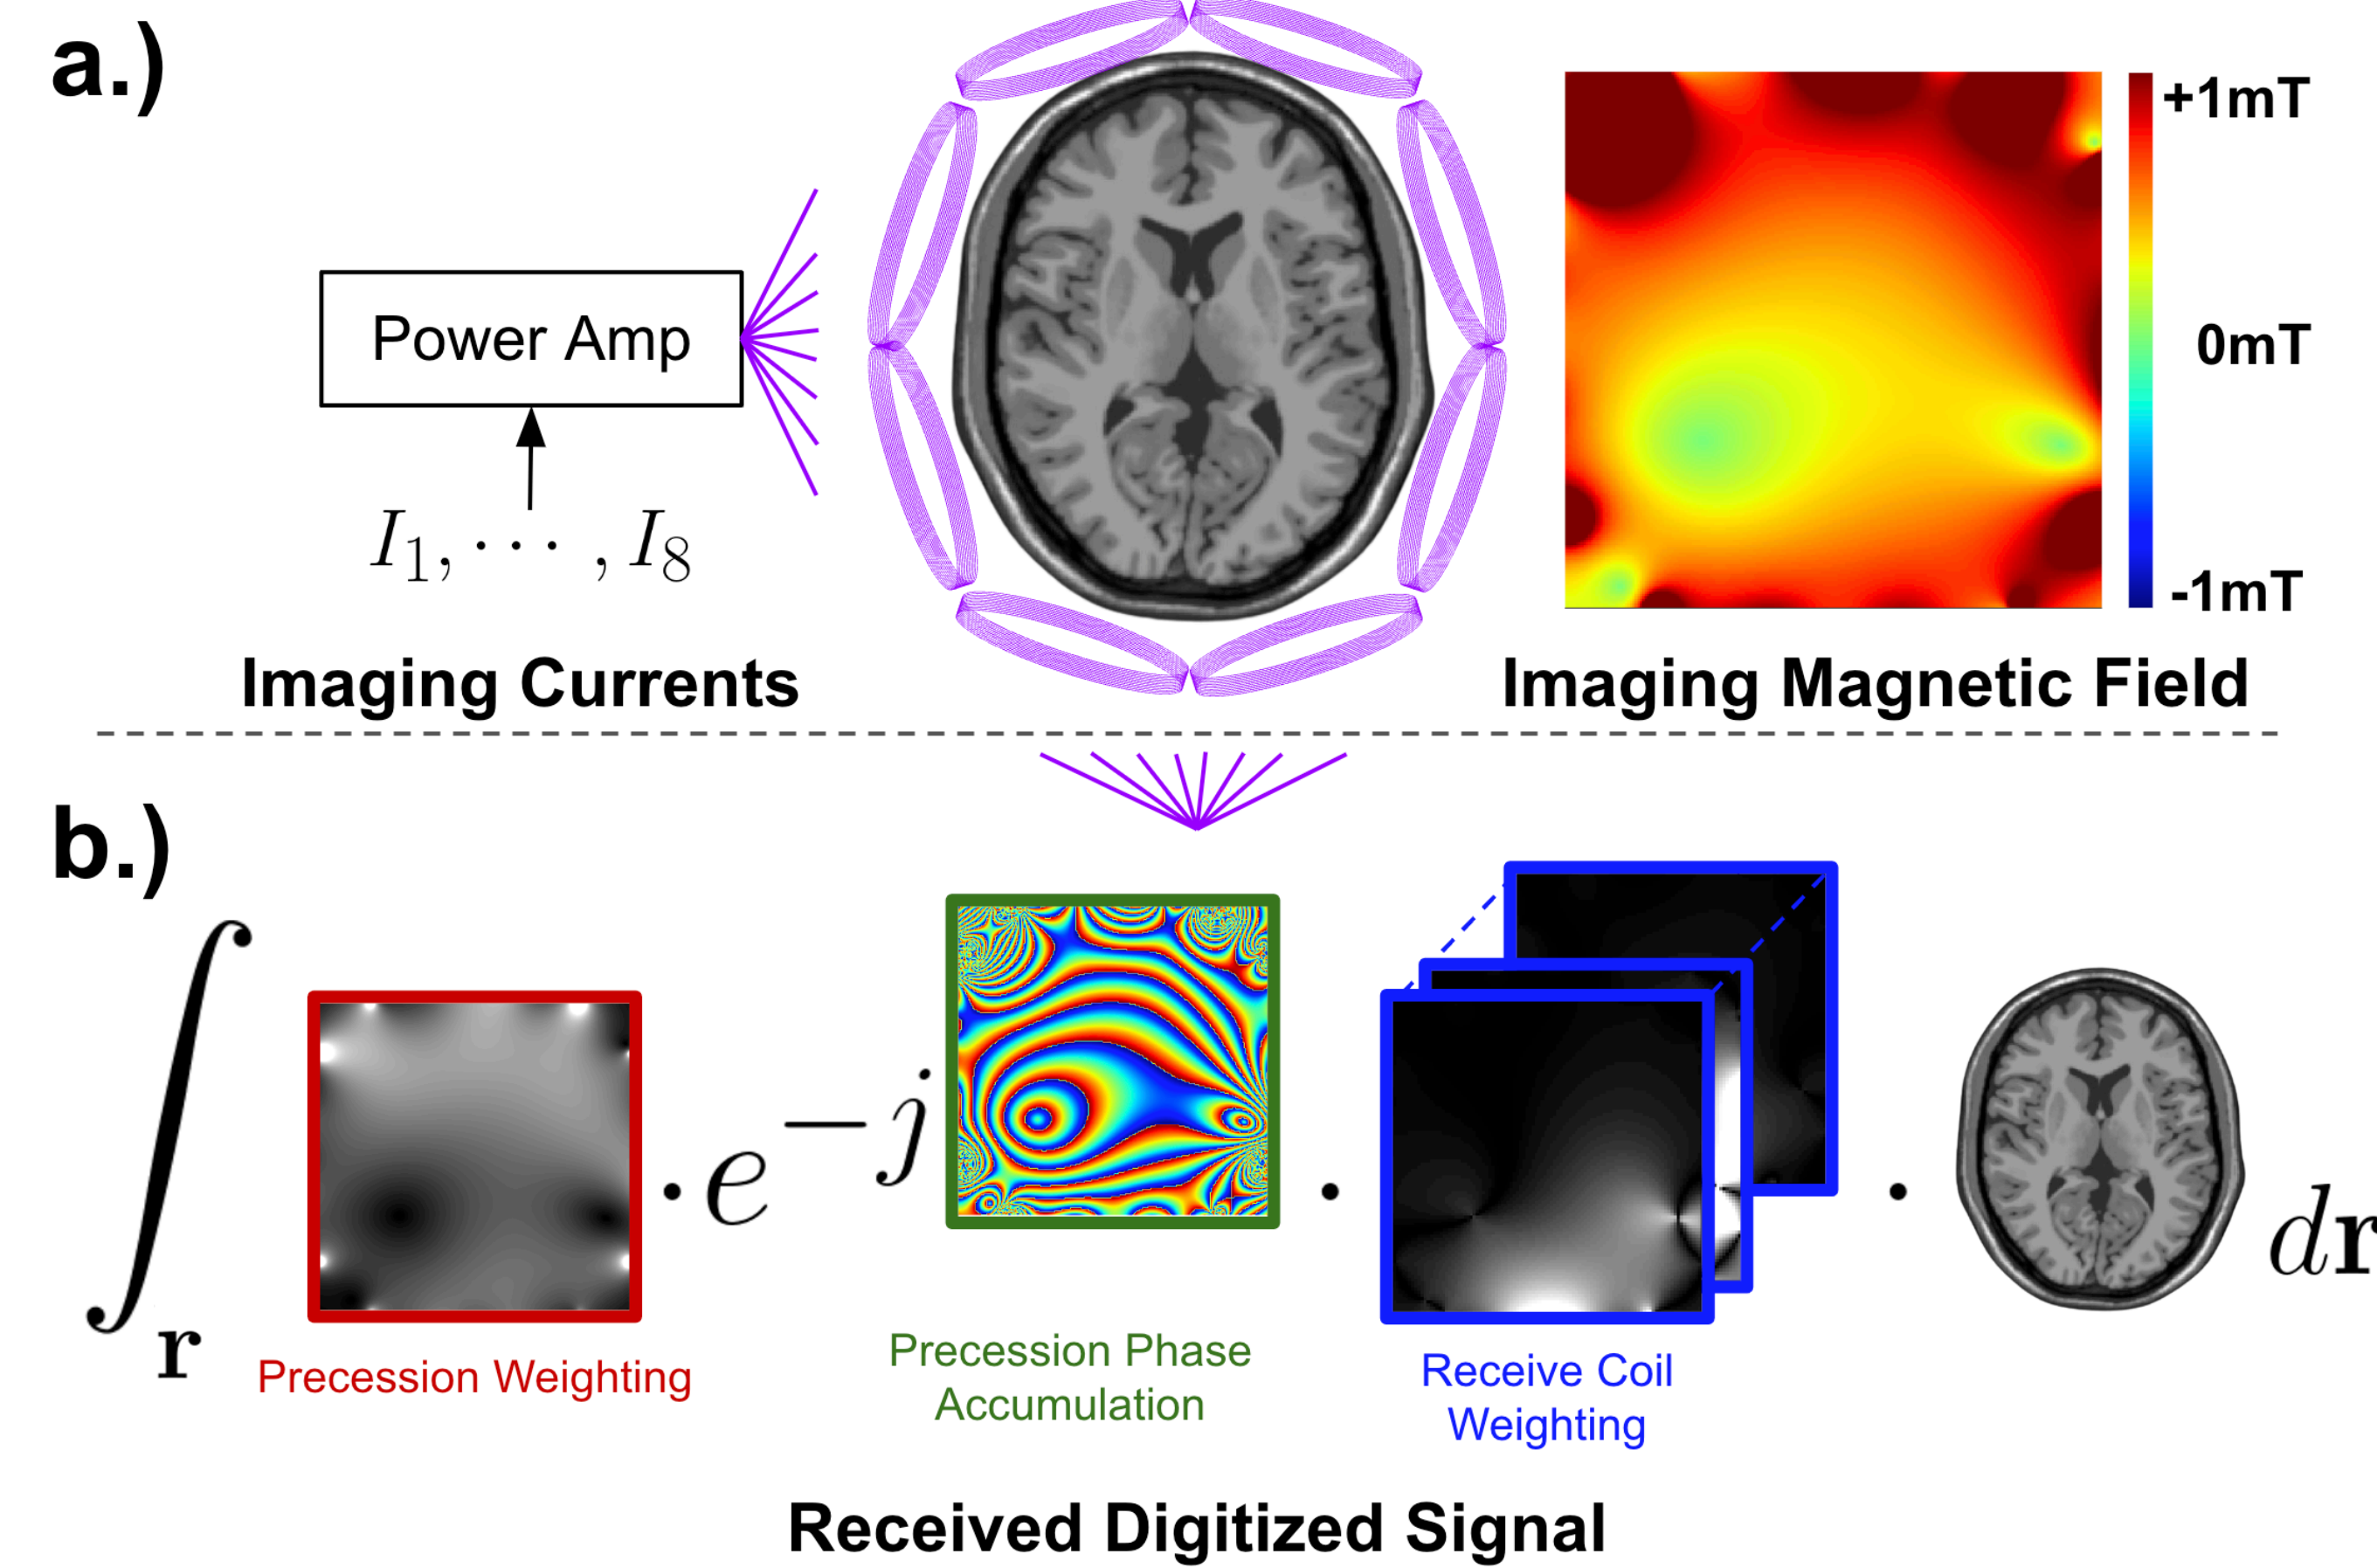 a.)
Power Amp
I₁, ⋯ , I₈
+1mT
0mT
-1mT
Imaging Currents
Imaging Magnetic Field
b.)
∫r · e^−j · · dr
Precession Weighting
Precession Phase
Accumulation
Receive Coil
Weighting
Received Digitized Signal